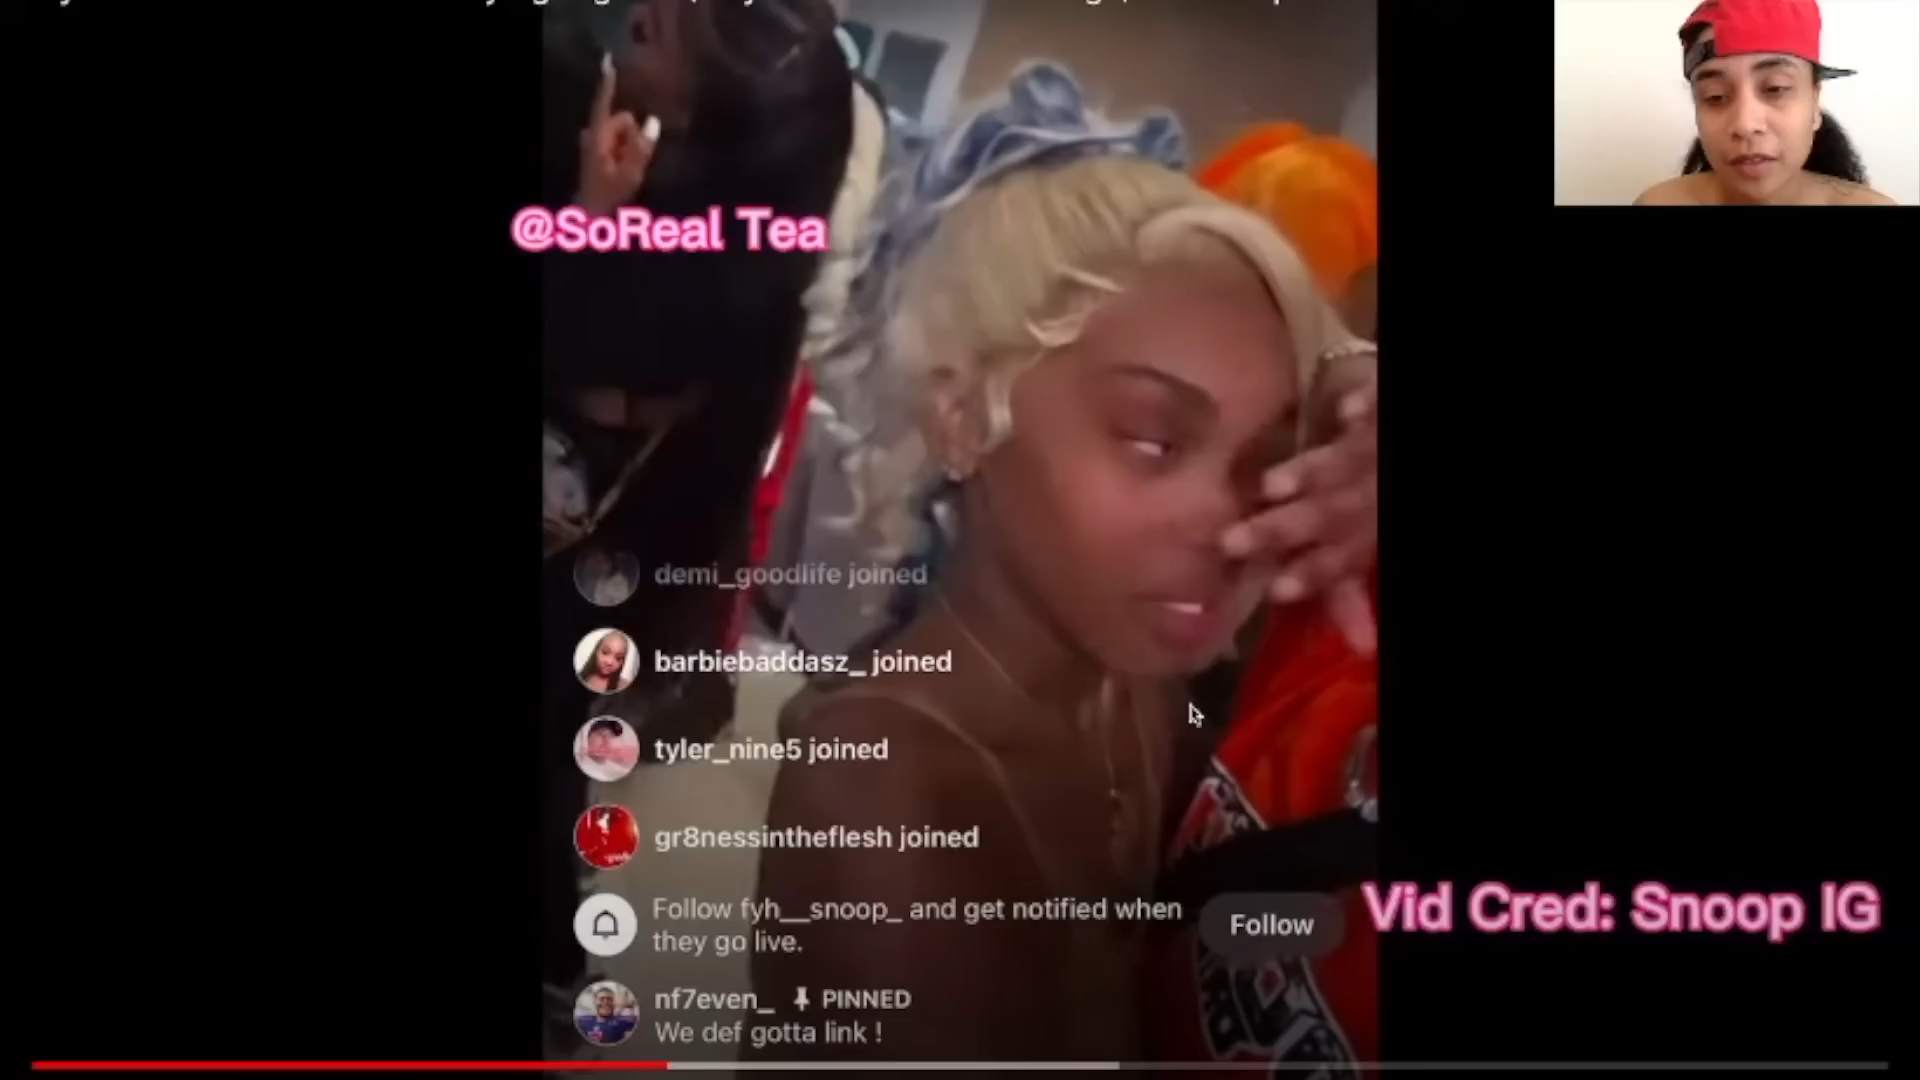 @SoReal Tea
demi_goodlife joined
barbiebaddasz_ joined
tyler_nine5 joined
gr8nessintheflesh joined
Follow fyh__snoop_ and get notified when
they go live.
Follow
Vid Cred: Snoop IG
nf7even_ PINNED
We def gotta link !